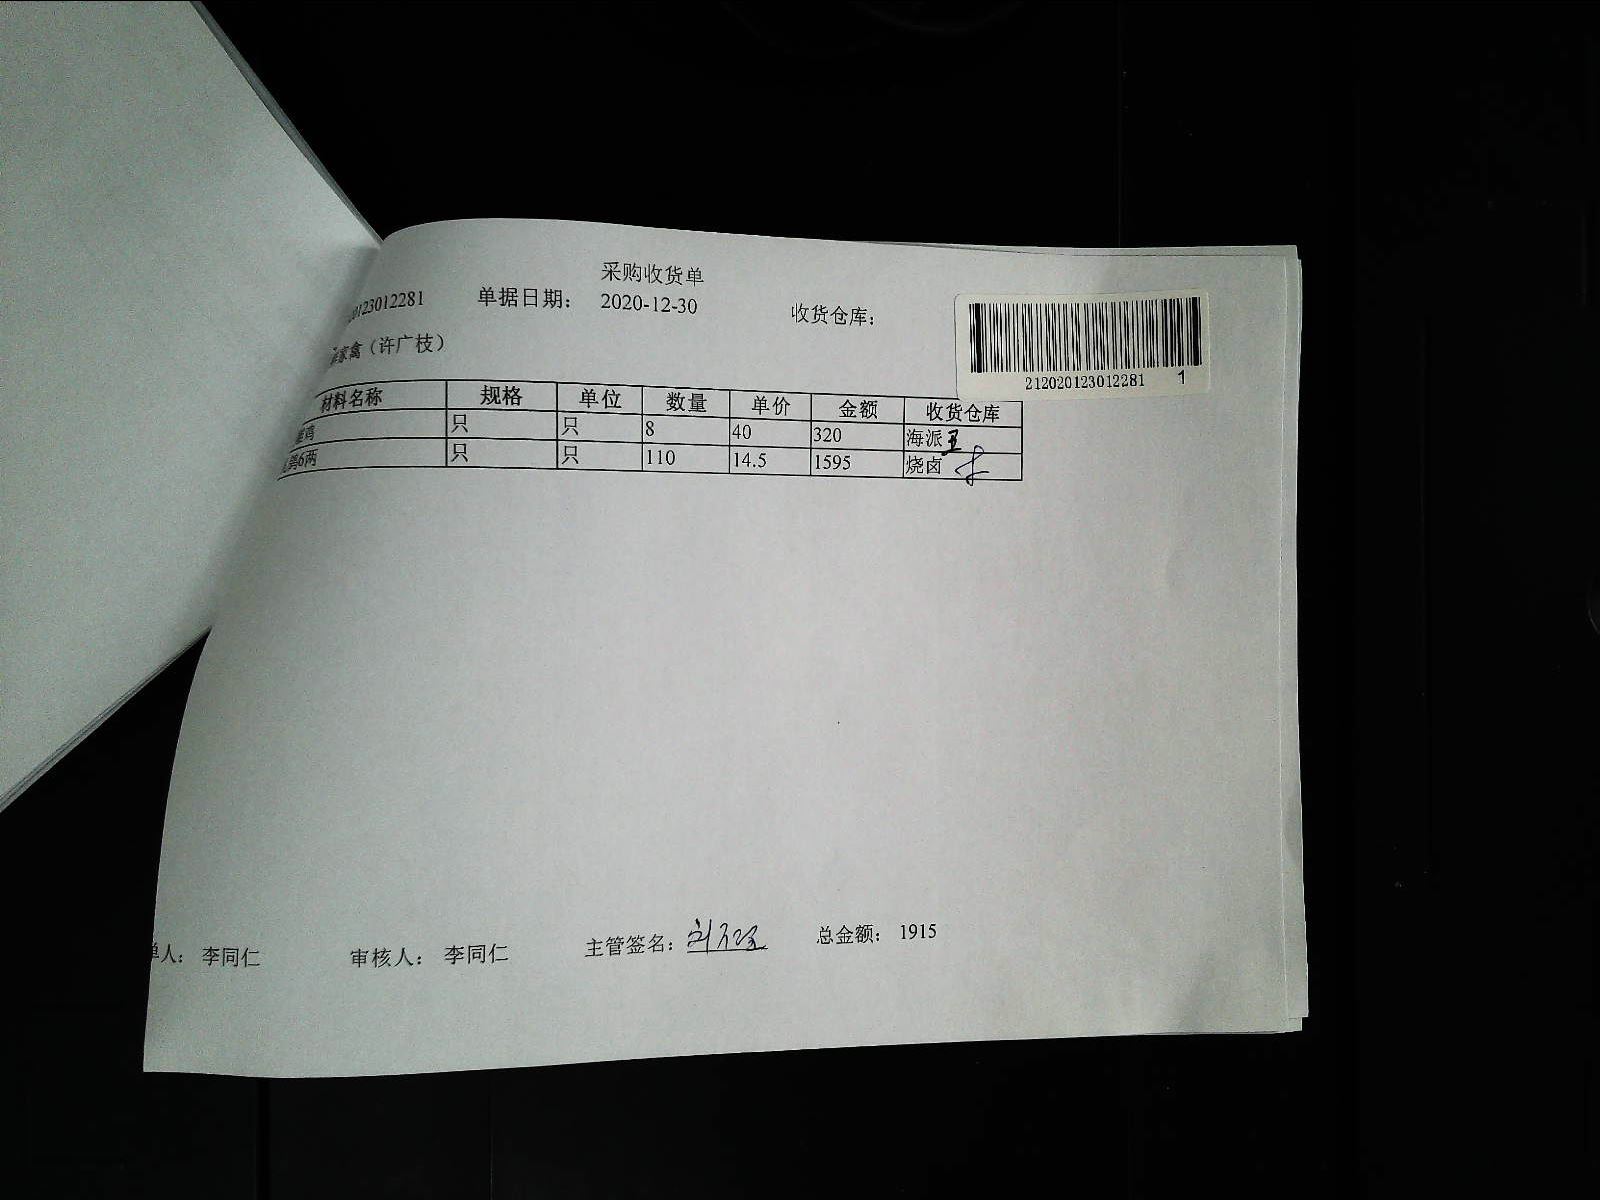 采购收货单
20123012281 单据日期： 2020-12-30 收货仓库：
家禽（许广枝）
212020123012281 1
材料名称 规格 单位 数量 单价 金额 收货仓库
鸡 只 只 8 40 320 海派 王
鸽6两 只 只 110 14.5 1595 烧卤
单人： 李同仁 审核人： 李同仁 主管签名： 总金额： 1915